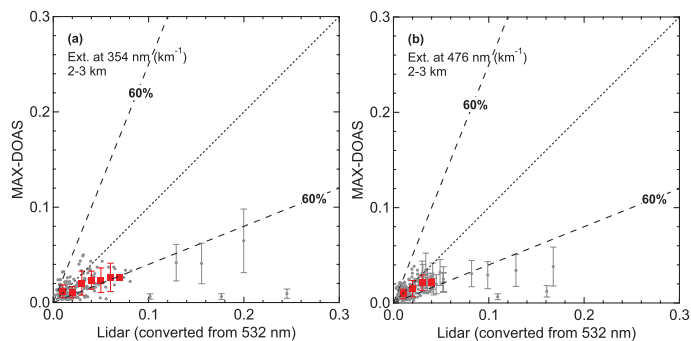 (a)
Ext. at 354 nm (km⁻¹)
2-3 km
60%
60%
MAX-DOAS
0.3
0.2
0.1
0.0
0.0 0.1 0.2 0.3
Lidar (converted from 532 nm)
(b)
Ext. at 476 nm (km⁻¹)
2-3 km
60%
60%
MAX-DOAS
0.3
0.2
0.1
0.0
0.0 0.1 0.2 0.3
Lidar (converted from 532 nm)